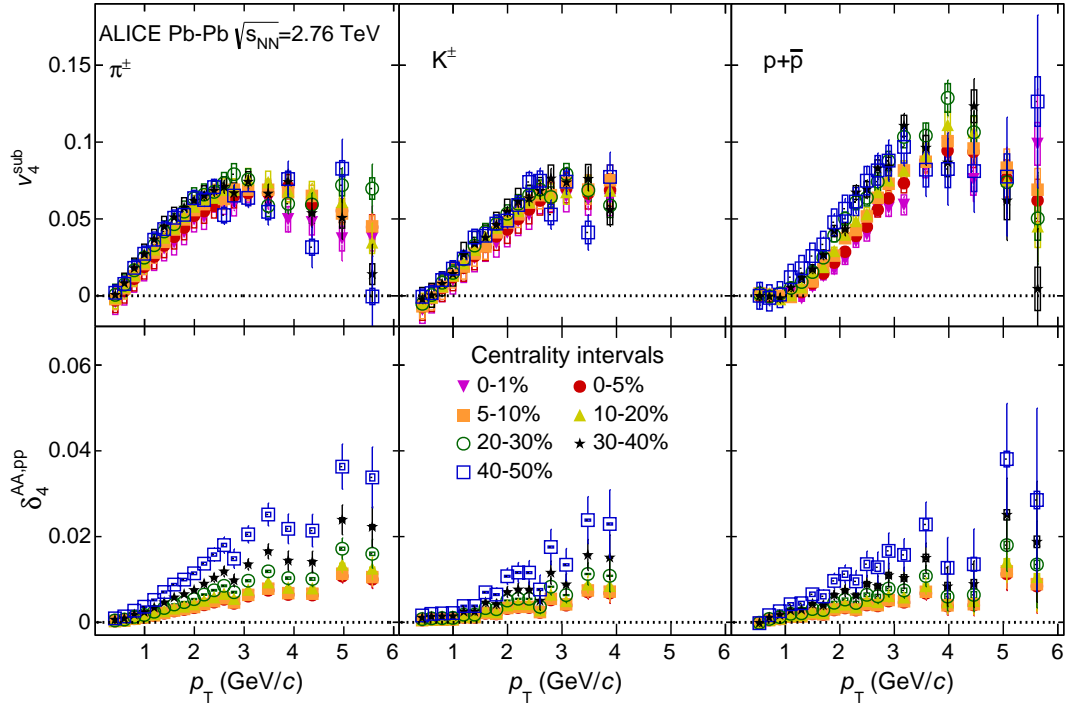 ALICE Pb-Pb √sNN=2.76 TeV
π±
K±
p+p̅
v4sub
0.15
0.1
0.05
0
δ4AA,pp
0.06
0.04
0.02
0
Centrality intervals
0-1% 0-5%
5-10% 10-20%
20-30% 30-40%
40-50%
1 2 3 4 5 6 1 2 3 4 5 6 1 2 3 4 5 6
pT (GeV/c) pT (GeV/c) pT (GeV/c)